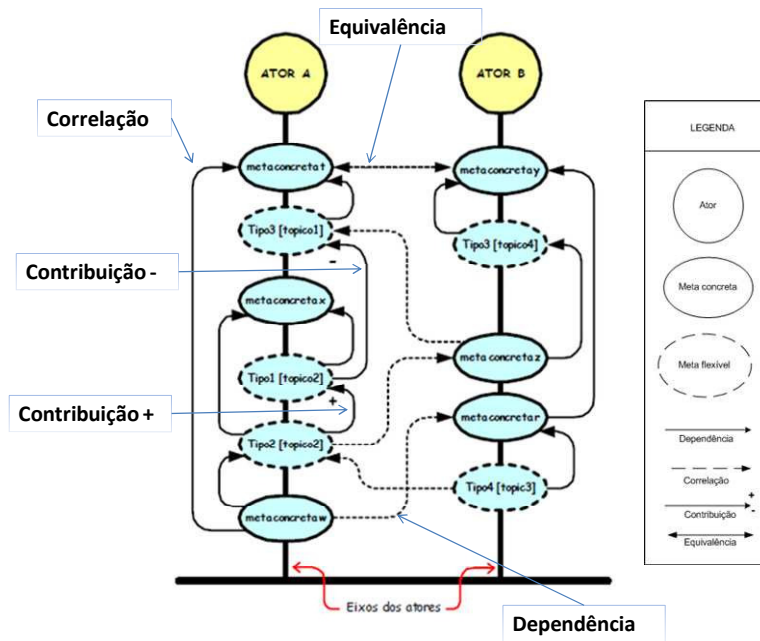 Equivalência
ATOR A
ATOR B
Correlação
metaconcretat
metaconcretay
LEGENDA
Ator
Tipo3 [topico1]
Tipo3 [topico4]
Contribuição -
-
metaconcretax
Meta concreta
metaconcretaz
Tipo1 [topico2]
Meta flexível
+
Contribuição +
metaconcretar
Tipo2 [topico2]
Dependência
Tipo4 [topic3]
Correlação
metaconcretaw
+
-
Contribuição
Equivalência
Eixos dos atores
Dependência